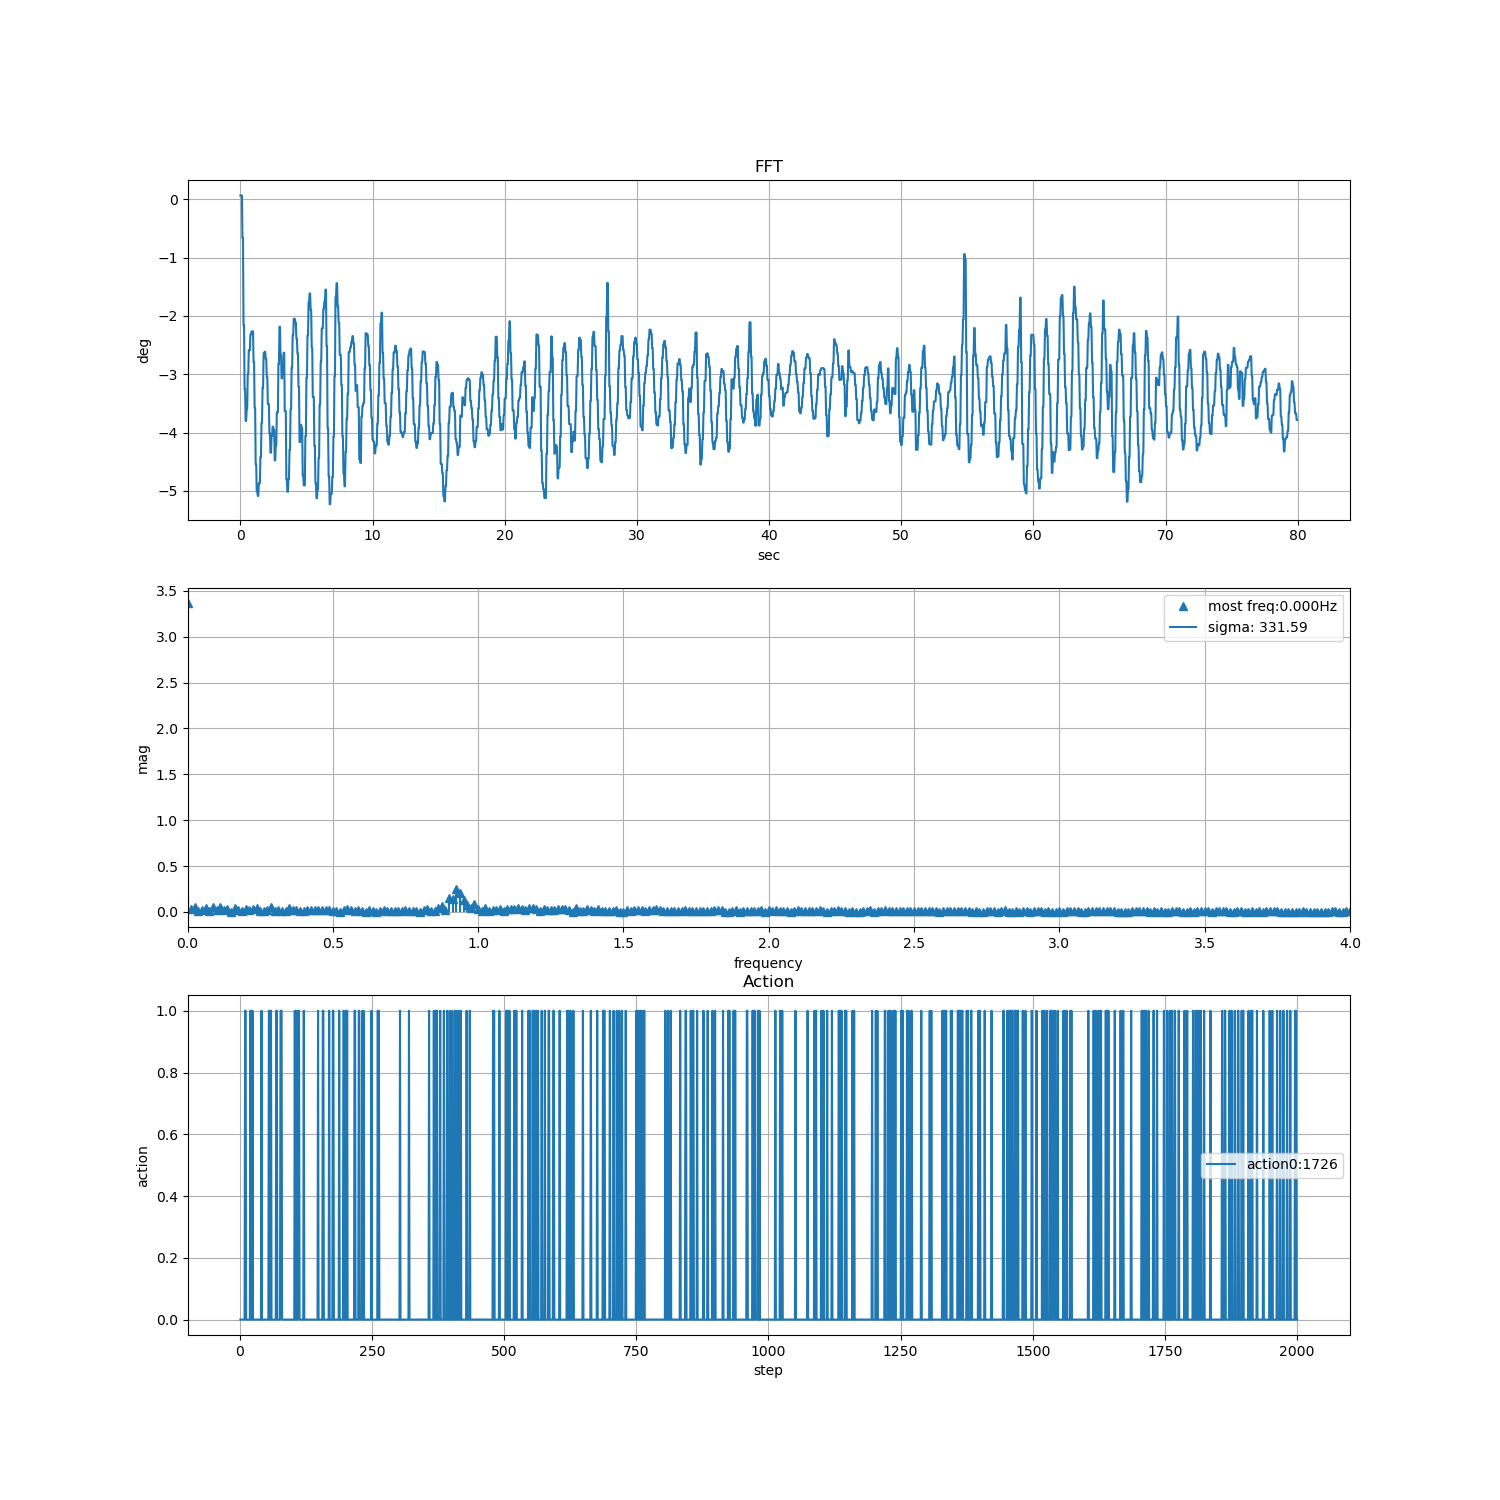 FFT
0
−1
−2
−3
−4
−5
deg
0 10 20 30 40 50 60 70 80
sec
3.5
3.0
2.5
2.0
1.5
1.0
0.5
0.0
mag
most freq:0.000Hz
sigma: 331.59
0.0 0.5 1.0 1.5 2.0 2.5 3.0 3.5 4.0
frequency
Action
1.0
0.8
0.6
0.4
0.2
0.0
action
action0:1726
0 250 500 750 1000 1250 1500 1750 2000
step